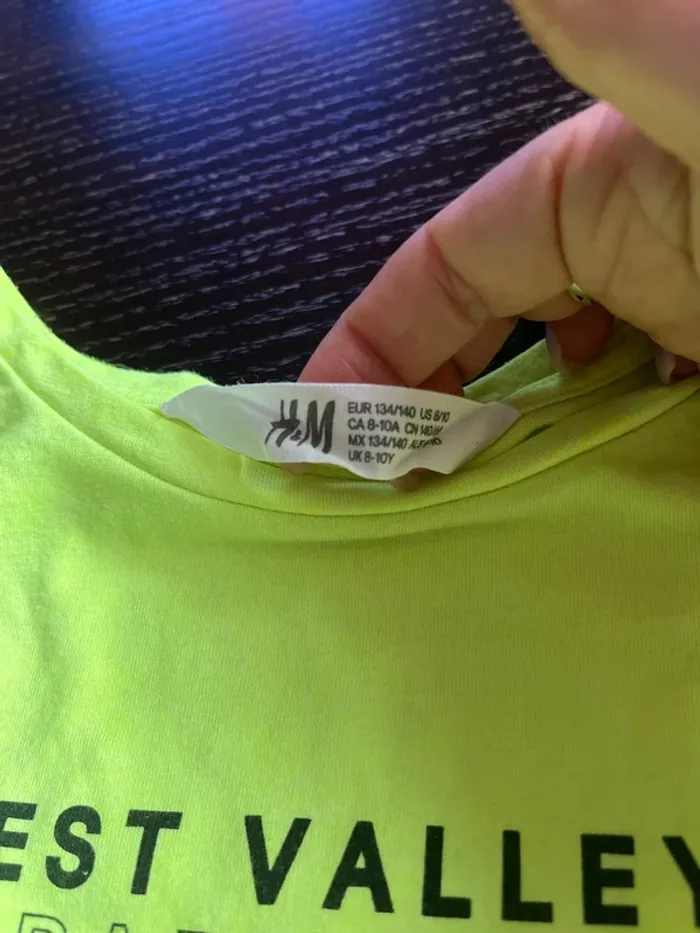 H&M
EUR 134/140 US 8/10
CA 8-10A CN 140/
MX 134/140
UK 8-10Y
EST VALLEY